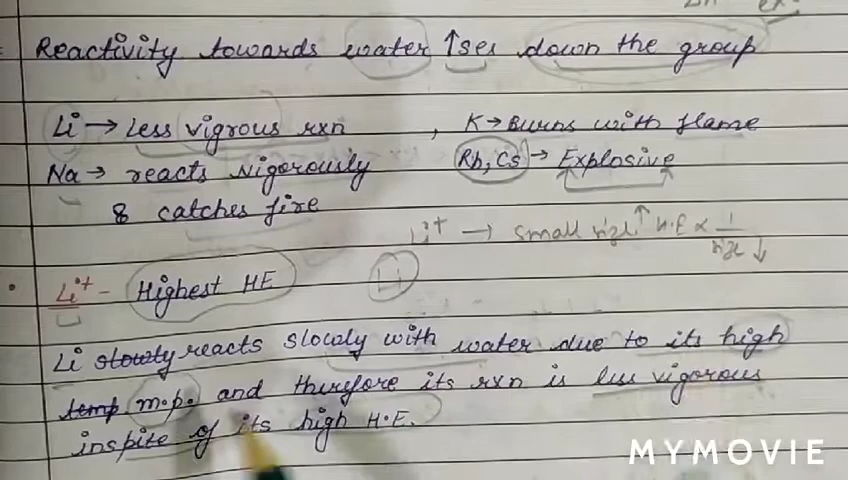 Reactivity towards water ↑ses down the group
Li → Less vigrous rxn , K → Burns with flame
Na → reacts vigorously Rb, Cs → Explosive
& catches fire
Li+ → small size ↑ H.E ∝ 1/size ↓
Li+ - Highest HE Li
Li slowly reacts slowly with water due to its high
temp m.p. and therefore its rxn is less vigorous
inspite of its high H.E.
MYMOVIE